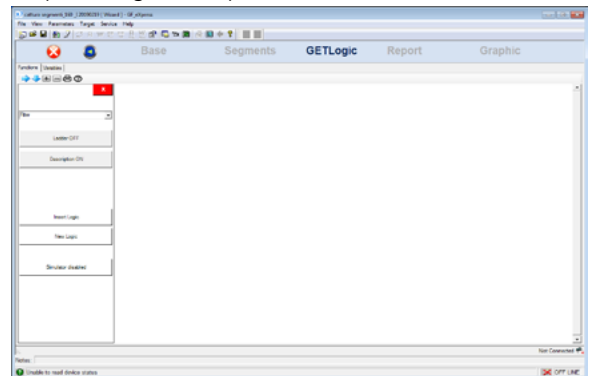 File View Parameters Target Service Help
Base Segments GETLogic Report Graphic
Functions Variables
Filter
Ladder OFF
Description ON
Insert Logic
New Logic
Simulator disabled
Not Connected
Notes:
Unable to read device status
OFF LINE